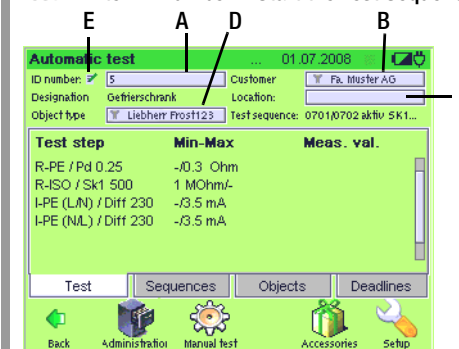 E A D B
Automatic test ... 01.07.2008
ID number: 5 Customer Fa. Muster AG
Designation Gefrierschrank Location:
Object type Liebherr Frost123 Test sequence: 0701/0702 aktiv SK1...
Test step Min-Max Meas. val.
R-PE / Pd 0.25 -/0.3 Ohm
R-ISO / Sk1 500 1 MOhm/-
I-PE (L/N) / Diff 230 -/3.5 mA
I-PE (N/L) / Diff 230 -/3.5 mA
Test Sequences Objects Deadlines
Back Administratio Manual test Accessories Setup